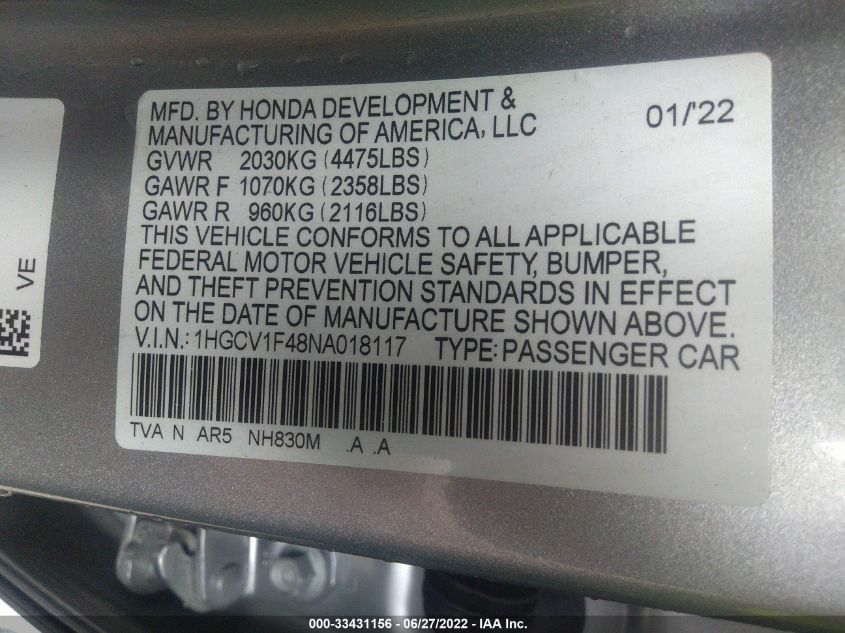 MFD. BY HONDA DEVELOPMENT & 01/'22
MANUFACTURING OF AMERICA, LLC
GVWR 2030KG (4475LBS)
GAWR F 1070KG (2358LBS)
GAWR R 960KG (2116LBS)
THIS VEHICLE CONFORMS TO ALL APPLICABLE
FEDERAL MOTOR VEHICLE SAFETY, BUMPER,
AND THEFT PREVENTION STANDARDS IN EFFECT
ON THE DATE OF MANUFACTURE SHOWN ABOVE.
V.I.N.: 1HGCV1F48NA018117 TYPE: PASSENGER CAR
TVA N AR5 NH830M .A .A
VE
000-33431156 - 06/27/2022 - IAA Inc.